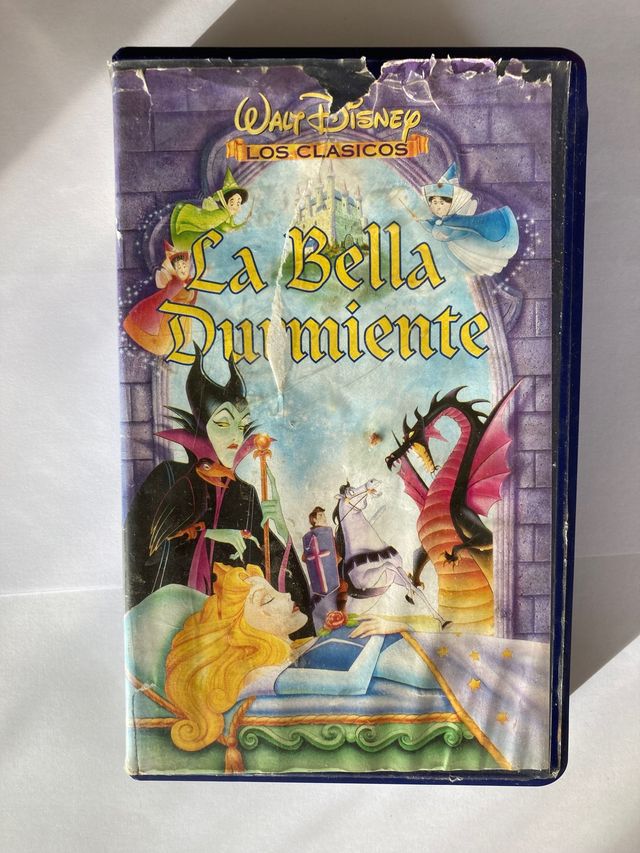 WALT DISNEY
LOS CLASICOS
La Bella
Durmiente